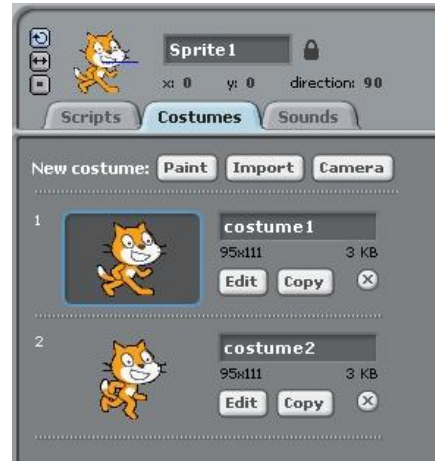 Sprite1
x: 0 y: 0 direction: 90
Scripts Costumes Sounds
New costume: Paint Import Camera
1
costume1
95x111 3 KB
Edit Copy
2
costume2
95x111 3 KB
Edit Copy